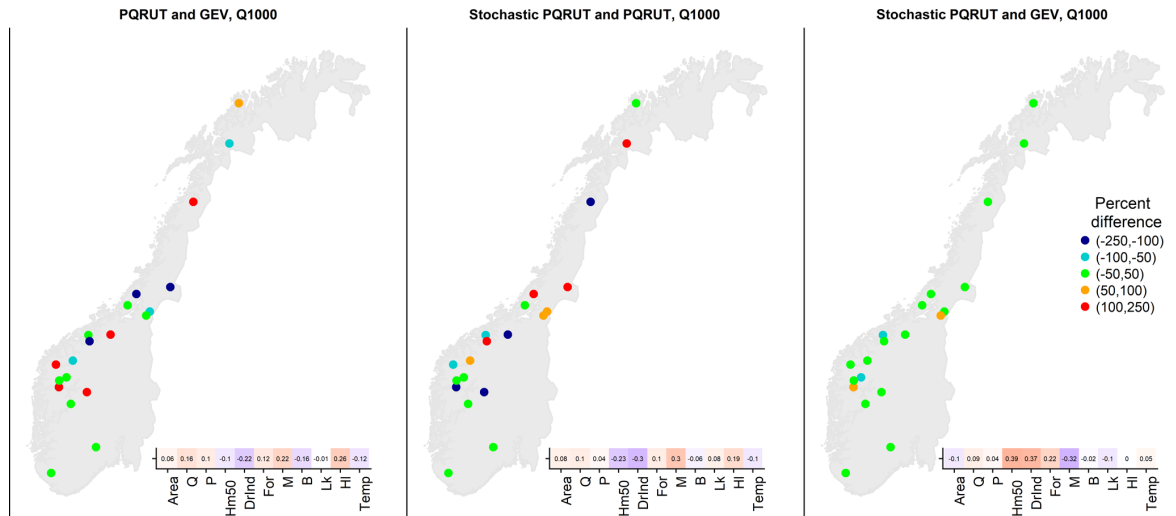 PQRUT and GEV, Q1000
0.06 0.16 0.1 -0.1 -0.22 0.12 0.22 -0.16 -0.01 0.26 -0.12
Area Q P Hm50 DrInd For M B Lk HI Temp
Stochastic PQRUT and PQRUT, Q1000
0.08 0.1 0.04 -0.23 -0.3 0.1 0.3 -0.06 0.08 0.19 -0.1
Area Q P Hm50 DrInd For M B Lk HI Temp
Stochastic PQRUT and GEV, Q1000
Percent
difference
(-250,-100)
(-100,-50)
(-50,50)
(50,100)
(100,250)
-0.1 0.09 0.04 0.39 0.37 0.22 -0.32 -0.02 -0.1 0 0.05
Area Q P Hm50 DrInd For M B Lk HI Temp